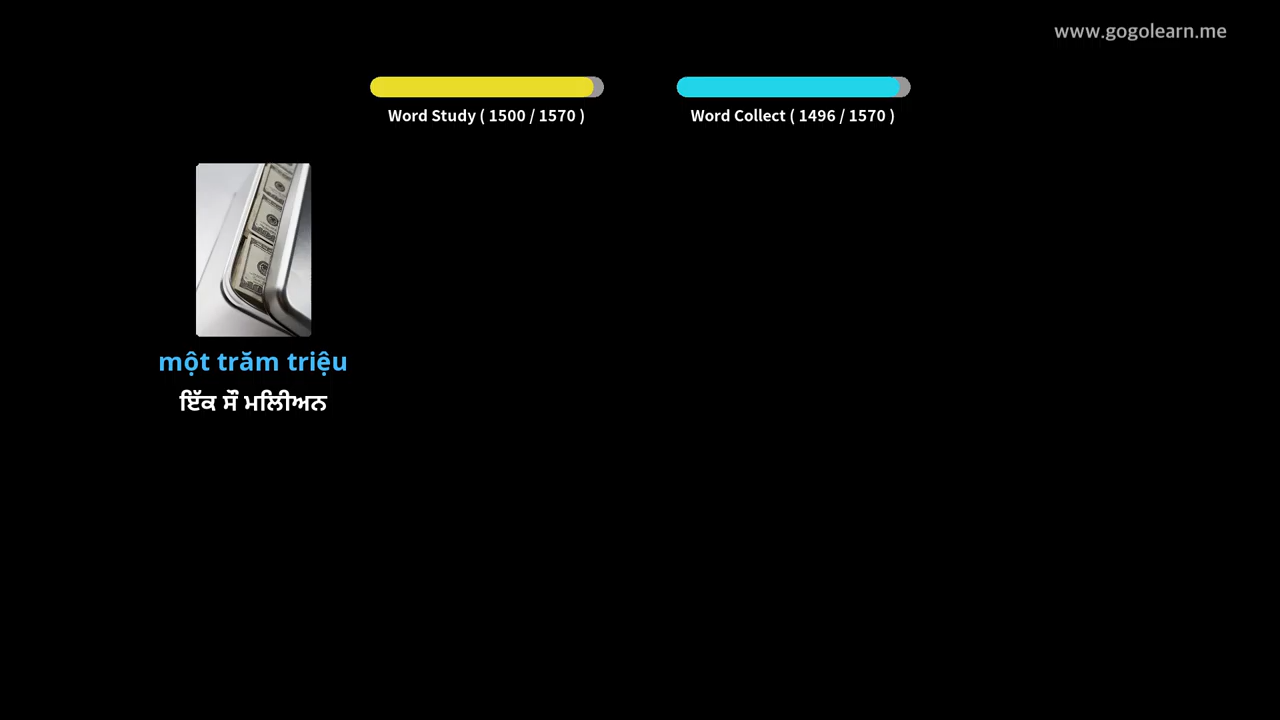 www.gogolearn.me
Word Study ( 1500 / 1570 )
Word Collect ( 1496 / 1570 )
một trăm triệu
ਇੱਕ ਸੌ ਮਲਿੀਅਨ